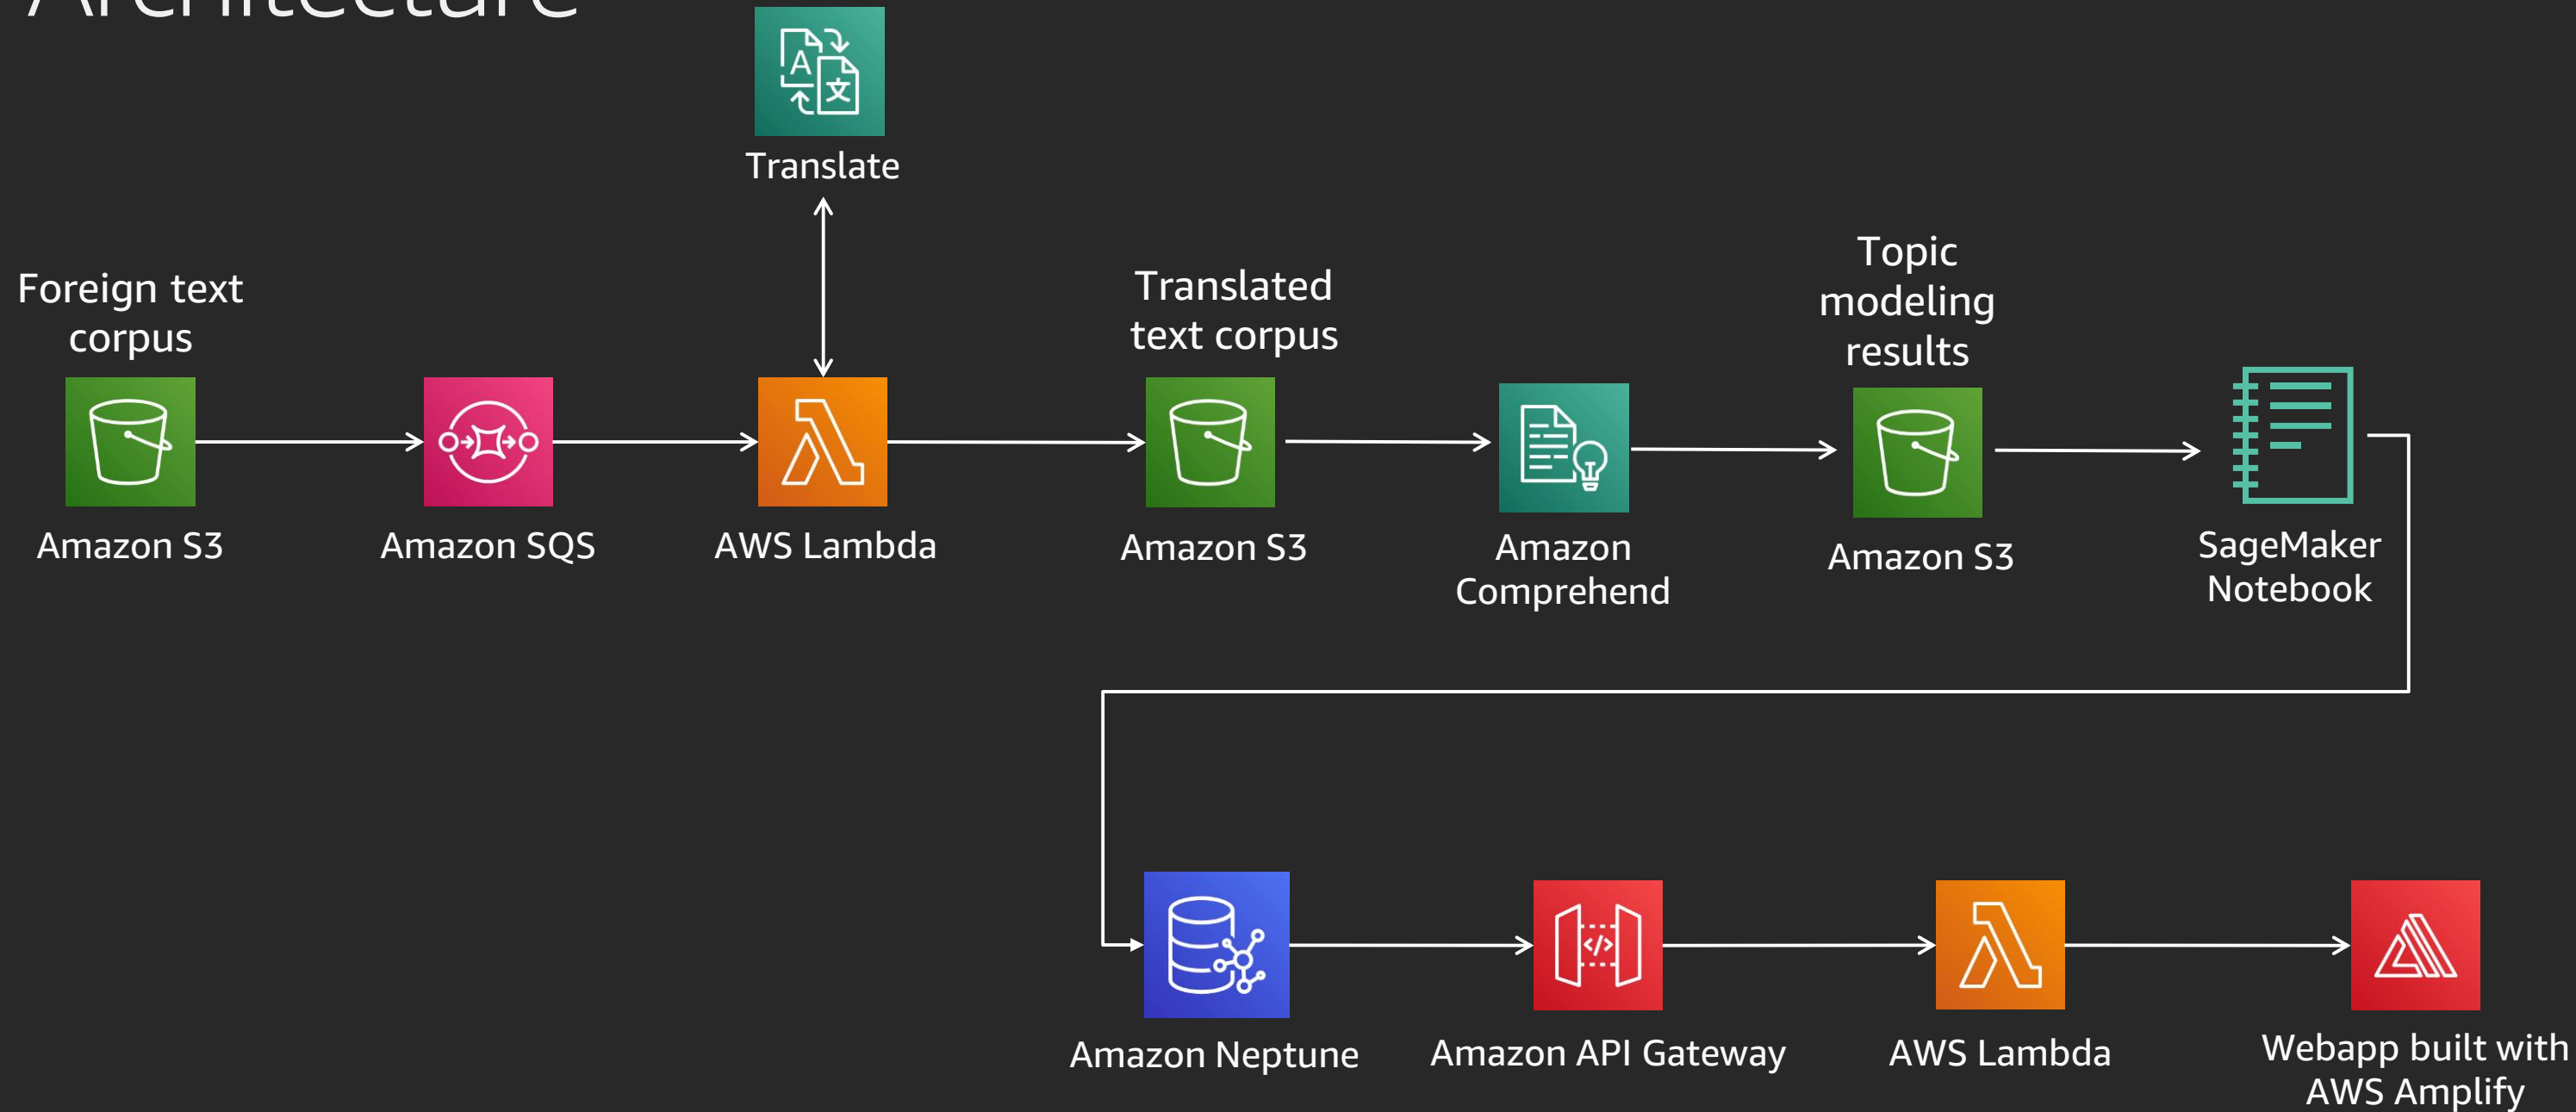 Architecture
Translate
Foreign text
corpus
Translated
text corpus
Topic
modeling
results
Amazon S3
Amazon SQS
AWS Lambda
Amazon S3
Amazon
Comprehend
Amazon S3
SageMaker
Notebook
Amazon Neptune
Amazon API Gateway
AWS Lambda
Webapp built with
AWS Amplify